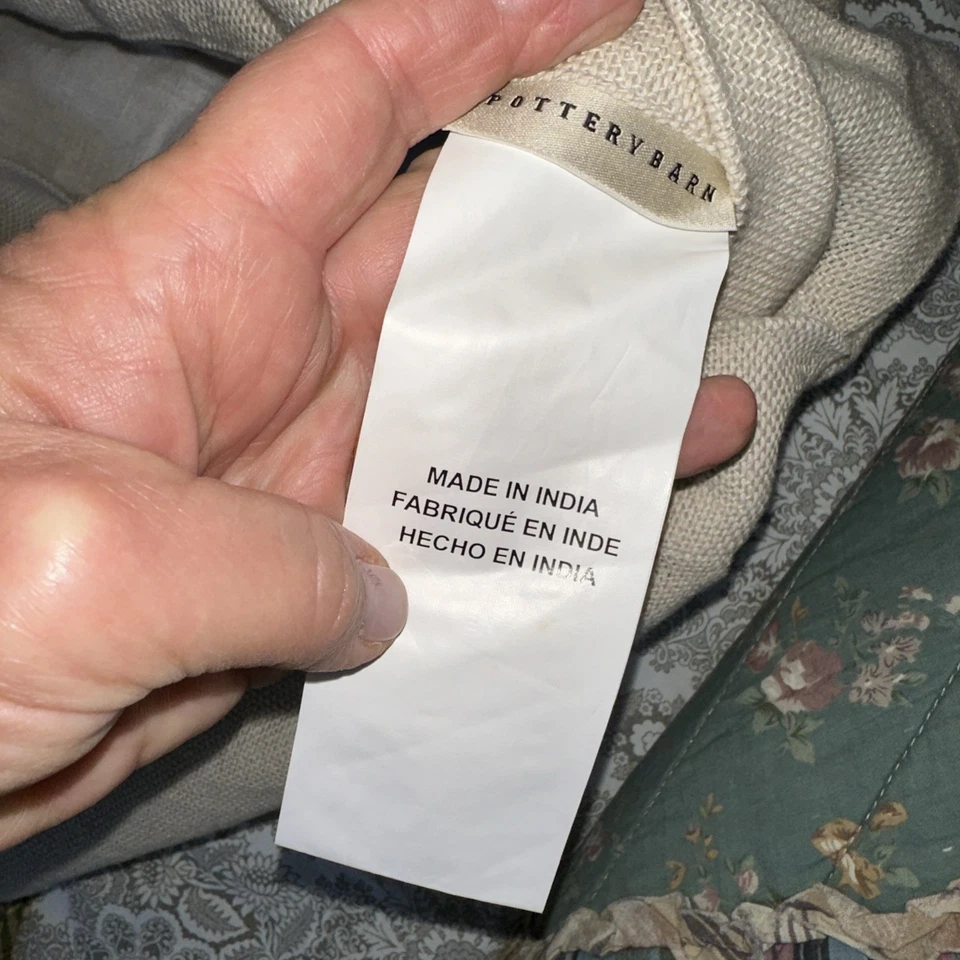 POTTERYBARN
MADE IN INDIA
FABRIQUÉ EN INDE
HECHO EN INDIA